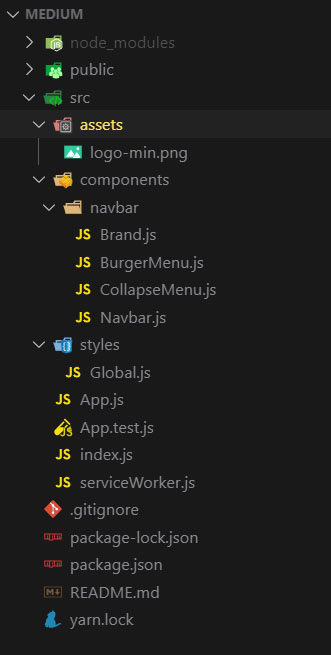 MEDIUM
node_modules
public
src
assets
logo-min.png
components
navbar
JS Brand.js
JS BurgerMenu.js
JS CollapseMenu.js
JS Navbar.js
styles
JS Global.js
JS App.js
App.test.js
JS index.js
JS serviceWorker.js
.gitignore
package-lock.json
package.json
README.md
yarn.lock